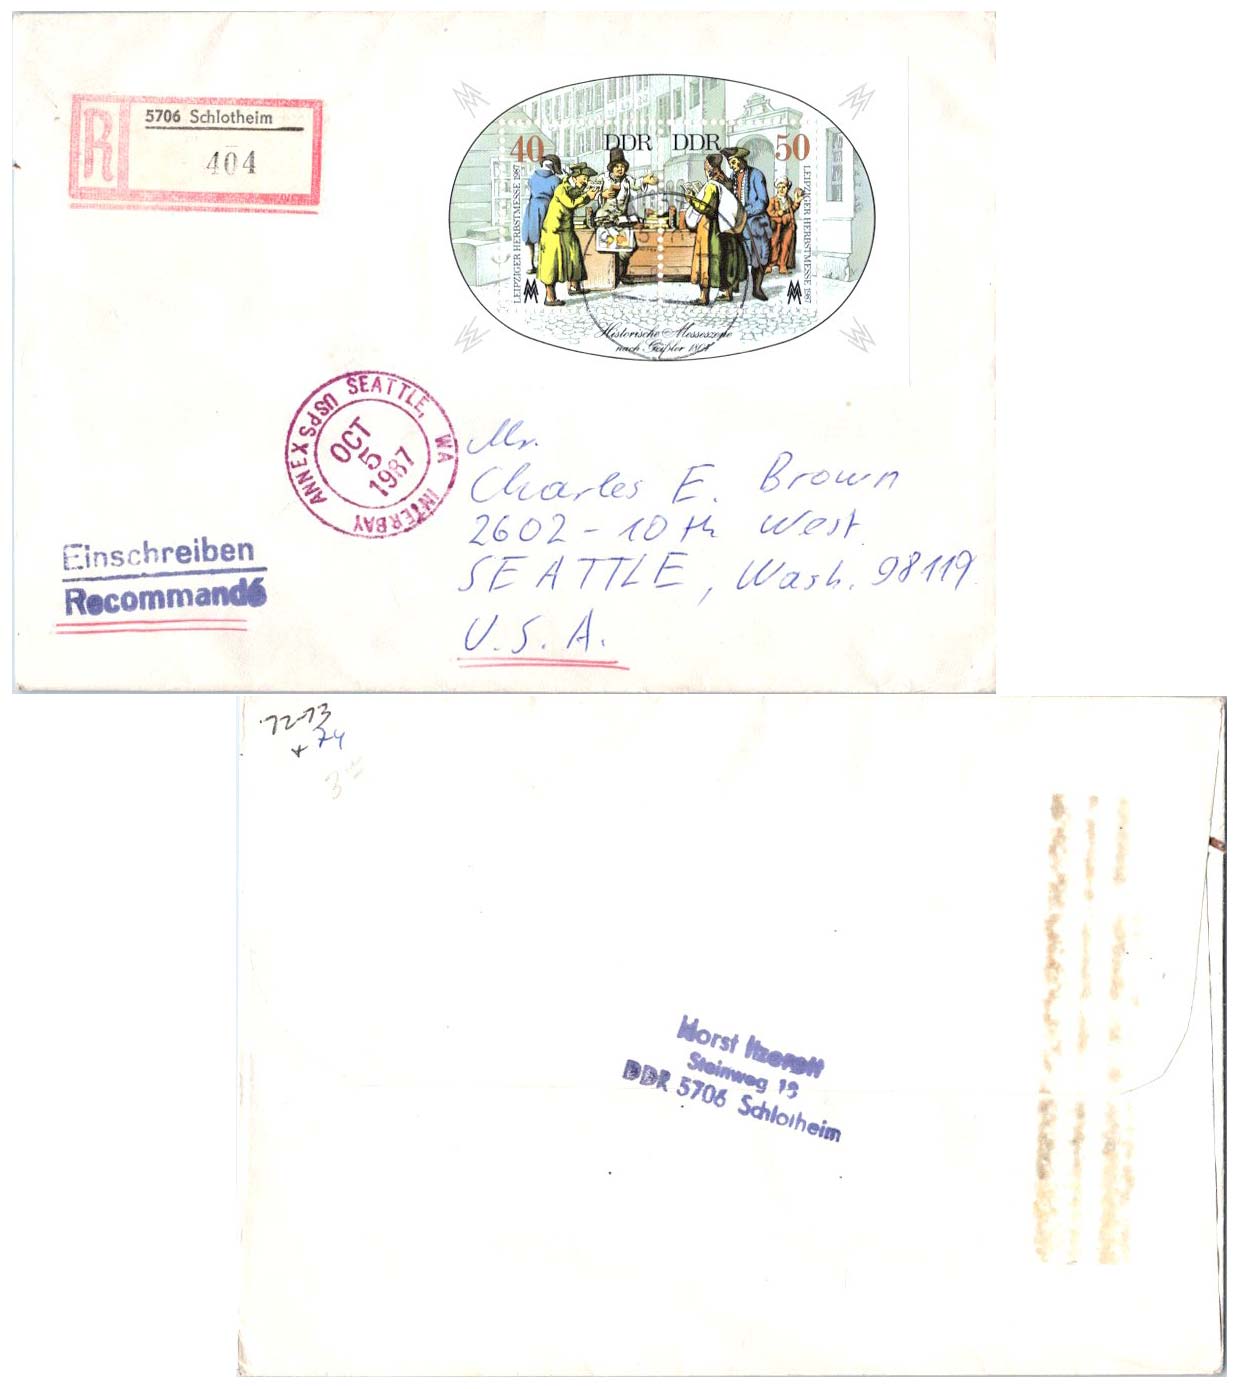 R
5706 Schlotheim
404
40 DDR DDR 50
LEIPZIGER HERBSTMESSE 1987
LEIPZIGER HERBSTMESSE 1987
Historische Messeszene
nach Geißler
USPS SEATTLE, WA
INTERBAY ANNEX
OCT
5
1987
Mr.
Charles E. Brown
2602-10th West.
SEATTLE, Wash. 98119
U.S.A.
Einschreiben
Recommandé
'72-73
+ 74
Horst
Steinweg
DDR 5706 Schlotheim